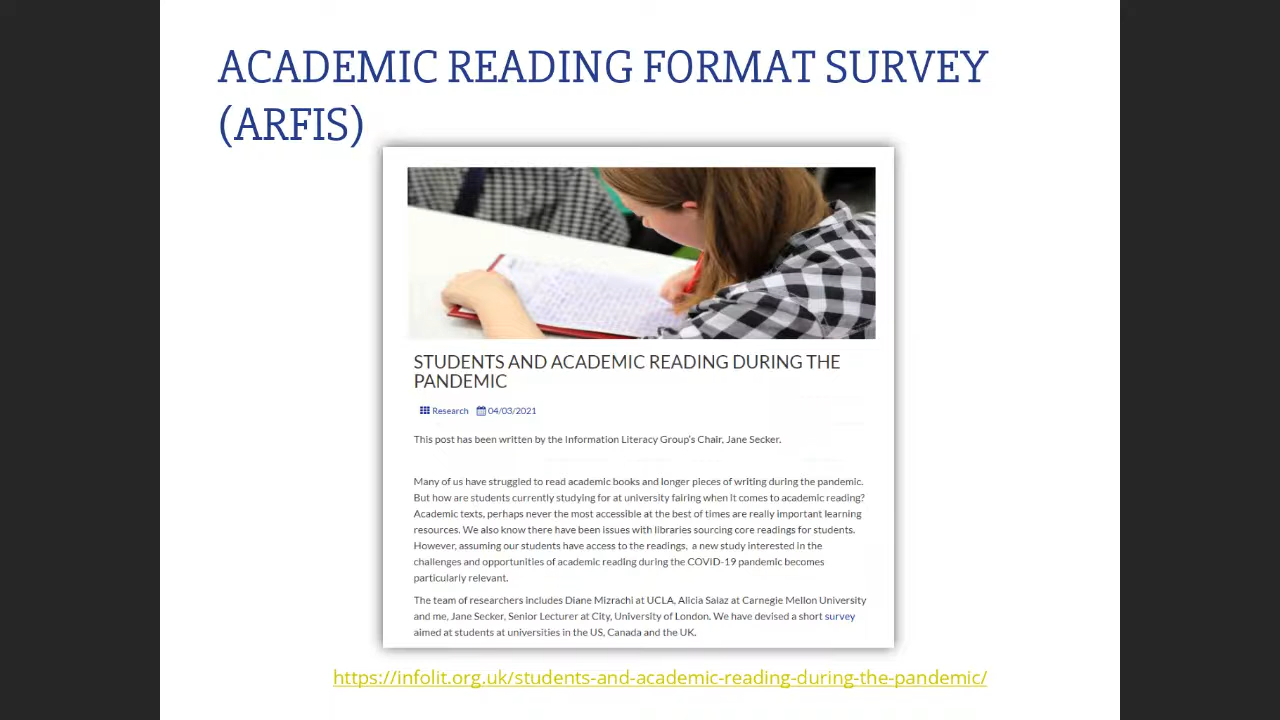 ACADEMIC READING FORMAT SURVEY
(ARFIS)
STUDENTS AND ACADEMIC READING DURING THE
PANDEMIC
Research 04/03/2021
This post has been written by the Information Literacy Group's Chair, Jane Secker.
Many of us have struggled to read academic books and longer pieces of writing during the pandemic.
But how are students currently studying for at university fairing when it comes to academic reading?
Academic texts, perhaps never the most accessible at the best of times are really important learning
resources. We also know there have been issues with libraries sourcing core readings for students.
However, assuming our students have access to the readings, a new study interested in the
challenges and opportunities of academic reading during the COVID-19 pandemic becomes
particularly relevant.
The team of researchers includes Diane Mizrachi at UCLA, Alicia Salaz at Carnegie Mellon University
and me, Jane Secker, Senior Lecturer at City, University of London. We have devised a short survey
aimed at students at universities in the US, Canada and the UK.
https://infolit.org.uk/students-and-academic-reading-during-the-pandemic/